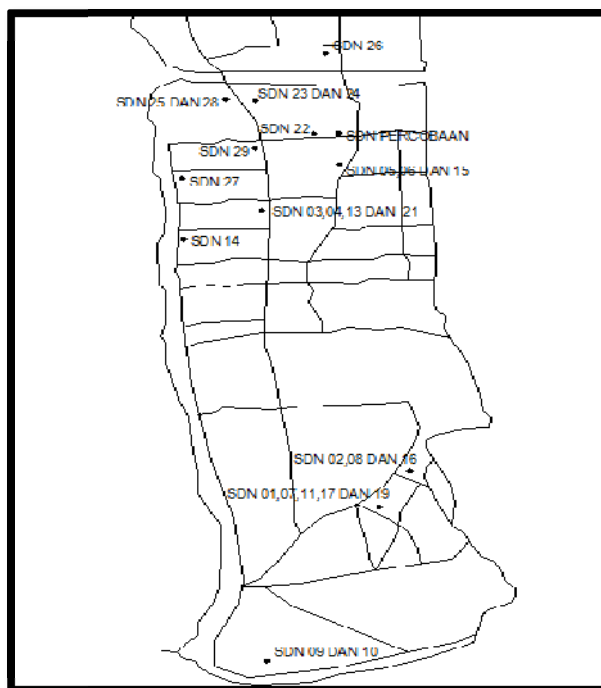 SDN 26
SDN 23 DAN 24
SDN 25 DAN 28
SDN 22
SDN PERCOBAAN
SDN 29
SDN 05,06 DAN 15
SDN 27
SDN 03,04,13 DAN 21
SDN 14
SDN 02,08 DAN 16
SDN 01,07,11,17 DAN 19
SDN 09 DAN 10